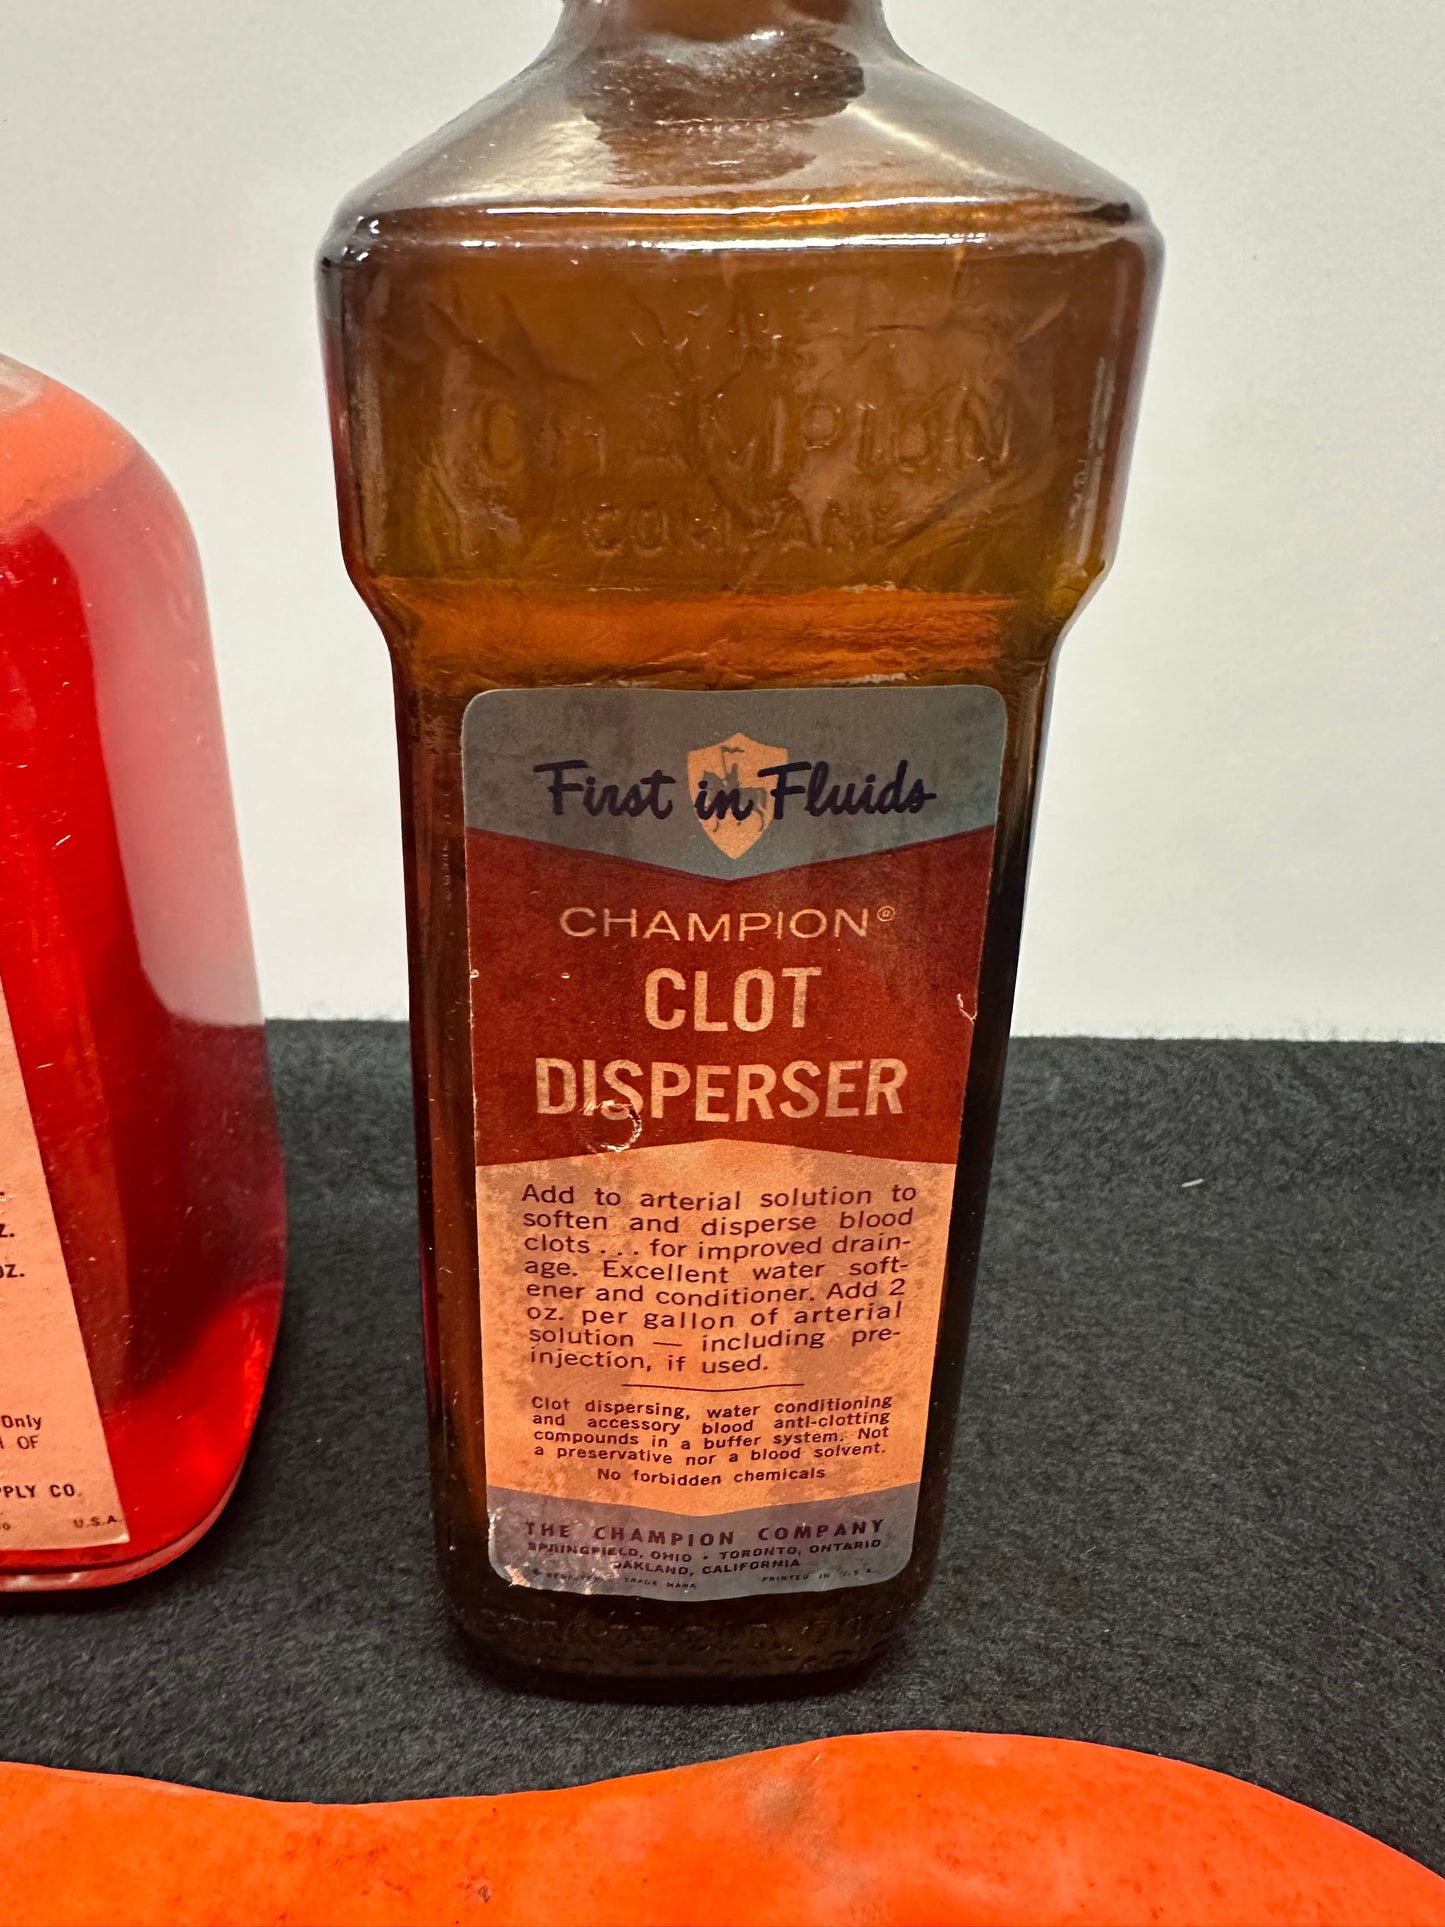 CHAMPION
COMPANY
First in Fluids
CHAMPION®
CLOT
DISPERSER
Add to arterial solution to
soften and disperse blood
clots . . . for improved drain-
age. Excellent water soft-
ener and conditioner. Add 2
oz. per gallon of arterial
solution — including pre-
injection, if used.
Clot dispersing, water conditioning
and accessory blood anti-clotting
compounds in a buffer system. Not
a preservative nor a blood solvent.
No forbidden chemicals
THE CHAMPION COMPANY
SPRINGFIELD, OHIO • TORONTO, ONTARIO
OAKLAND, CALIFORNIA
TRADE MARK PRINTED IN U.S.A.
OZ.
Only
OF
CO.
U.S.A.